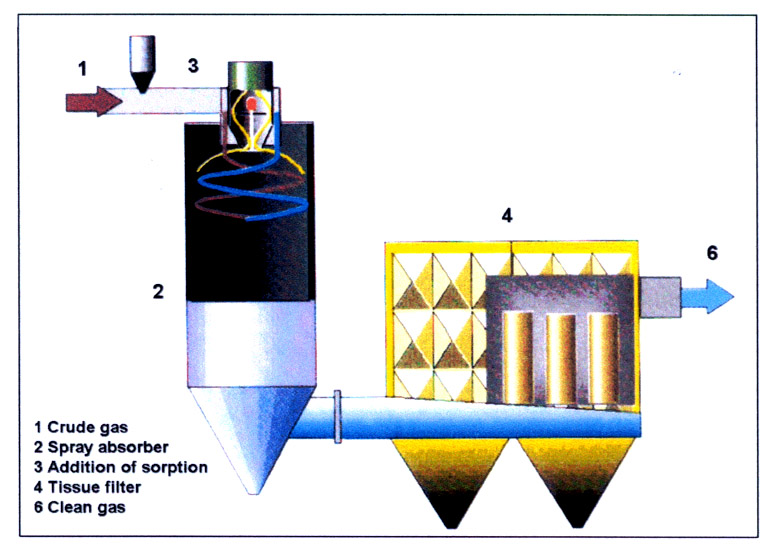 1
3
4
6
2
1 Crude gas
2 Spray absorber
3 Addition of sorption
4 Tissue filter
6 Clean gas